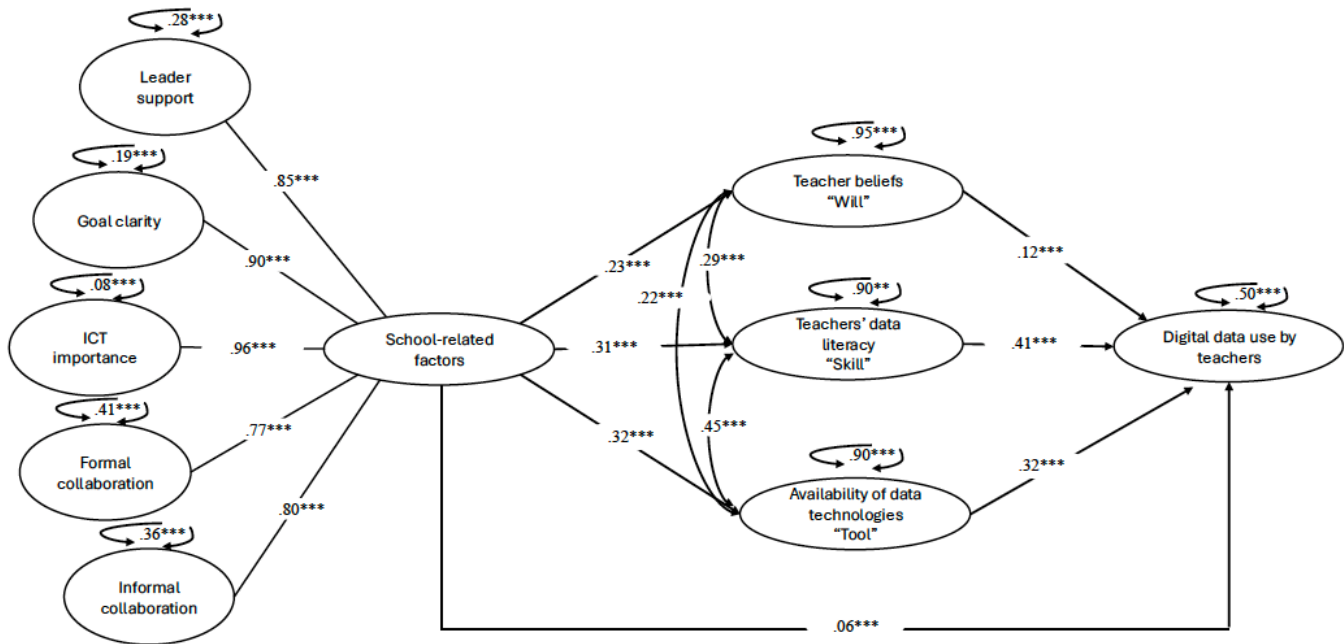 .28***
Leader
support
.85***
.19***
Goal clarity
.90***
.08***
ICT
importance
.96***
.41***
Formal
collaboration
.77***
.36***
Informal
collaboration
.80***
School-related
factors
.23***
.31***
.32***
.22***
.29***
.45***
.95***
Teacher beliefs
“Will”
.90**
Teachers’ data
literacy
“Skill”
.90***
Availability of data
technologies
“Tool”
.12***
.41***
.32***
.50***
Digital data use by
teachers
.06***